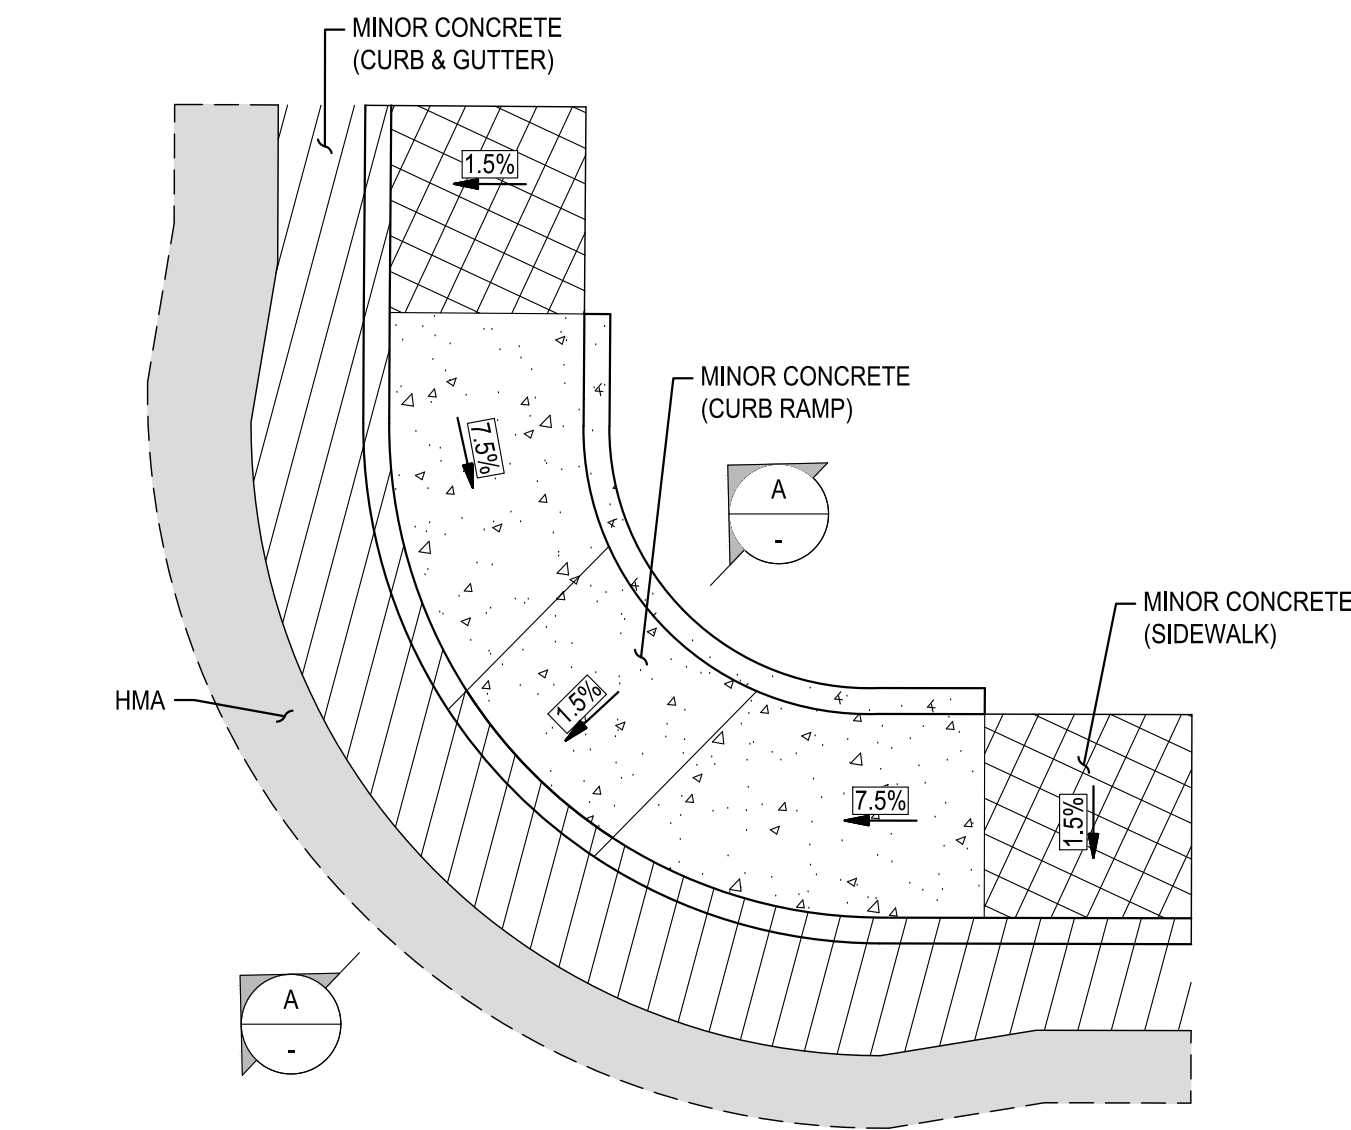 MINOR CONCRETE
(CURB & GUTTER)
1.5%
MINOR CONCRETE
(CURB RAMP)
7.5%
A
-
MINOR CONCRETE
(SIDEWALK)
HMA
1.5%
7.5%
1.5%
A
-